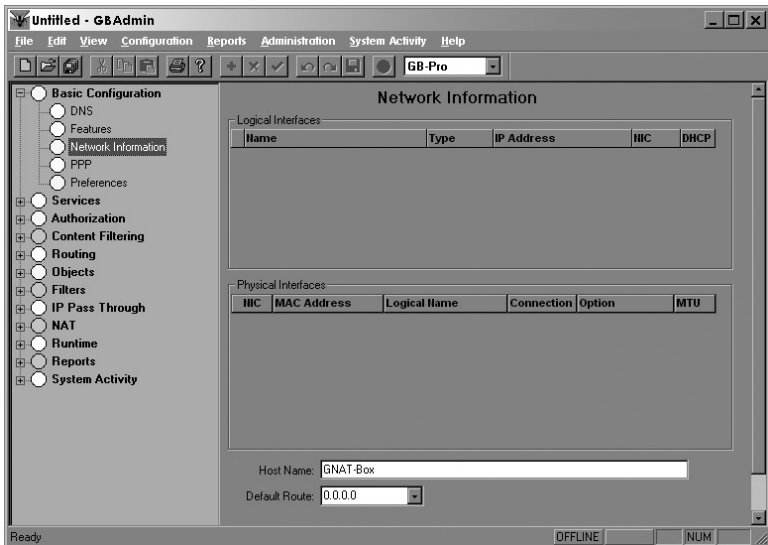 Untitled - GBAdmin
File Edit View Configuration Reports Administration System Activity Help
GB-Pro
Basic Configuration
DNS
Features
Network Information
PPP
Preferences
Services
Authorization
Content Filtering
Routing
Objects
Filters
IP Pass Through
NAT
Runtime
Reports
System Activity
Network Information
Logical Interfaces
Name Type IP Address NIC DHCP
Physical Interfaces
NIC MAC Address Logical Name Connection Option MTU
Host Name: GNAT-Box
Default Route: 0.0.0.0
Ready OFFLINE NUM